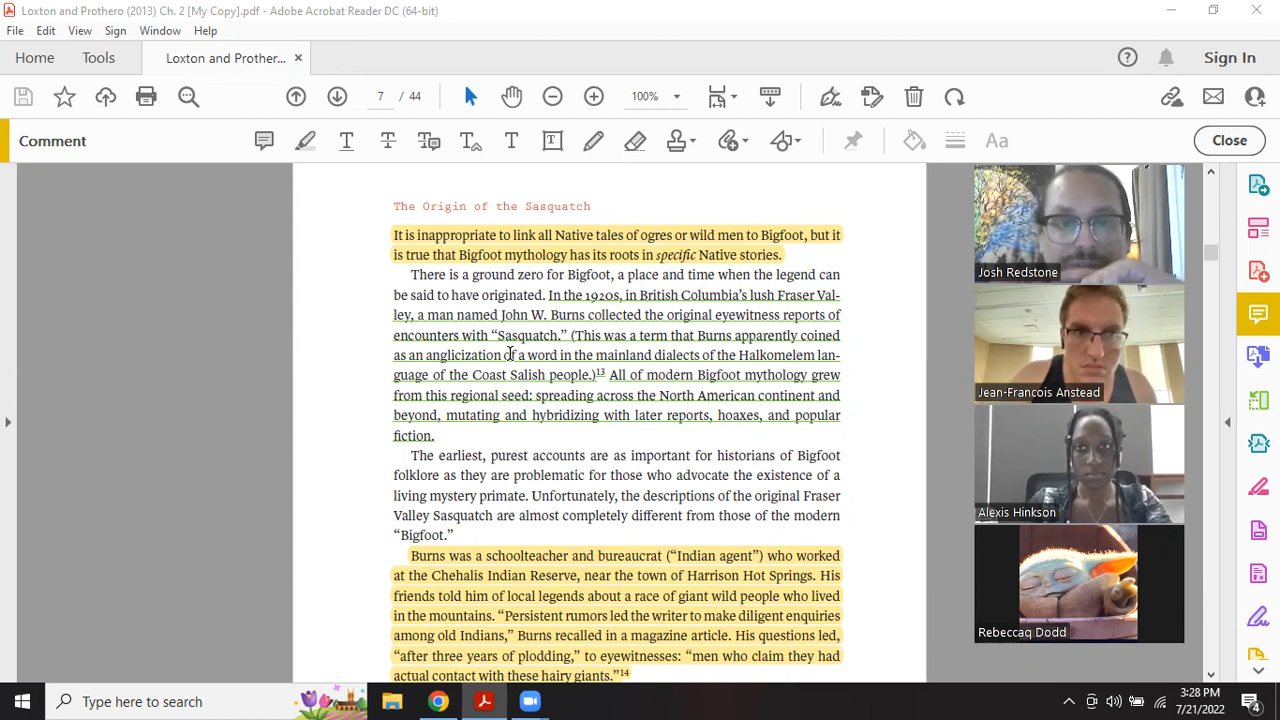 Loxton and Prothero (2013) Ch. 2 [My Copy].pdf - Adobe Acrobat Reader DC (64-bit)
File Edit View Sign Window Help
Home Tools Loxton and Prother... × Sign In
7 / 44 100%
Comment T T T T T Aa Close
The Origin of the Sasquatch
It is inappropriate to link all Native tales of ogres or wild men to Bigfoot, but it
is true that Bigfoot mythology has its roots in specific Native stories.
There is a ground zero for Bigfoot, a place and time when the legend can
be said to have originated. In the 1920s, in British Columbia's lush Fraser Val-
ley, a man named John W. Burns collected the original eyewitness reports of
encounters with “Sasquatch.” (This was a term that Burns apparently coined
as an anglicization of a word in the mainland dialects of the Halkomelem lan-
guage of the Coast Salish people.)13 All of modern Bigfoot mythology grew
from this regional seed: spreading across the North American continent and
beyond, mutating and hybridizing with later reports, hoaxes, and popular
fiction.
The earliest, purest accounts are as important for historians of Bigfoot
folklore as they are problematic for those who advocate the existence of a
living mystery primate. Unfortunately, the descriptions of the original Fraser
Valley Sasquatch are almost completely different from those of the modern
“Bigfoot.”
Burns was a schoolteacher and bureaucrat (“Indian agent”) who worked
at the Chehalis Indian Reserve, near the town of Harrison Hot Springs. His
friends told him of local legends about a race of giant wild people who lived
in the mountains. “Persistent rumors led the writer to make diligent enquiries
among old Indians,” Burns recalled in a magazine article. His questions led,
“after three years of plodding,” to eyewitnesses: “men who claim they had
actual contact with these hairy giants.”14
Josh Redstone
Jean-Francois Anstead
Alexis Hinkson
Rebeccaq Dodd
Type here to search
3:28 PM
7/21/2022
4